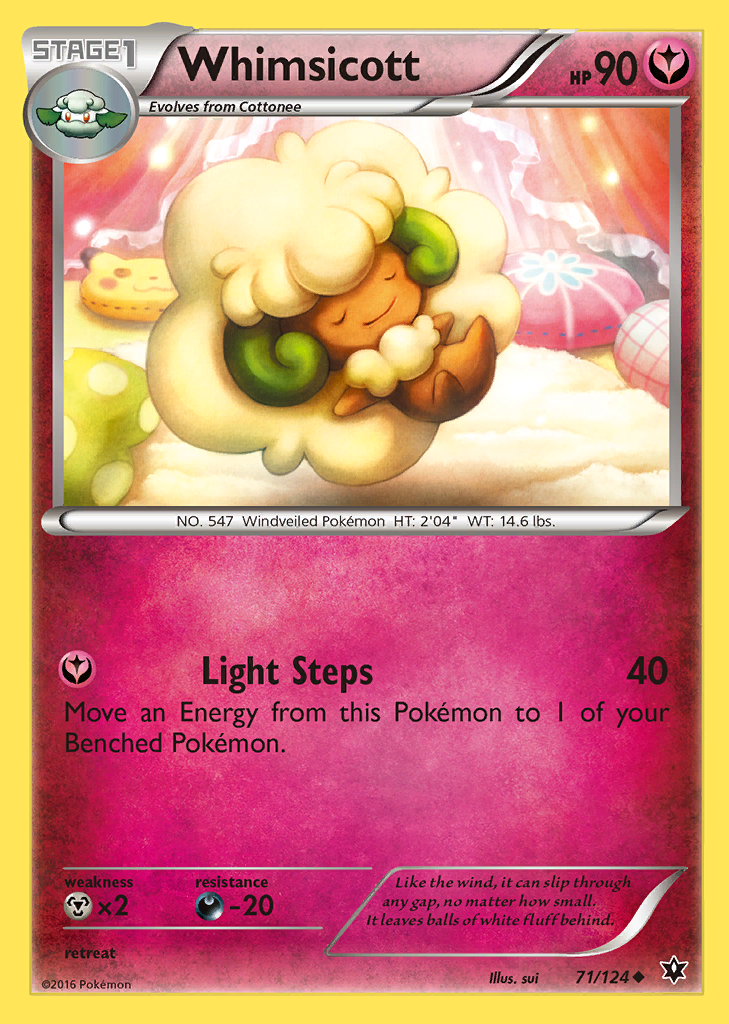 STAGE1
Whimsicott
HP 90
Evolves from Cottonee
NO. 547 Windveiled Pokémon HT: 2'04" WT: 14.6 lbs.
Light Steps 40
Move an Energy from this Pokémon to 1 of your
Benched Pokémon.
weakness resistance
×2 -20
Like the wind, it can slip through
any gap, no matter how small.
It leaves balls of white fluff behind.
retreat
©2016 Pokémon
Illus. sui 71/124